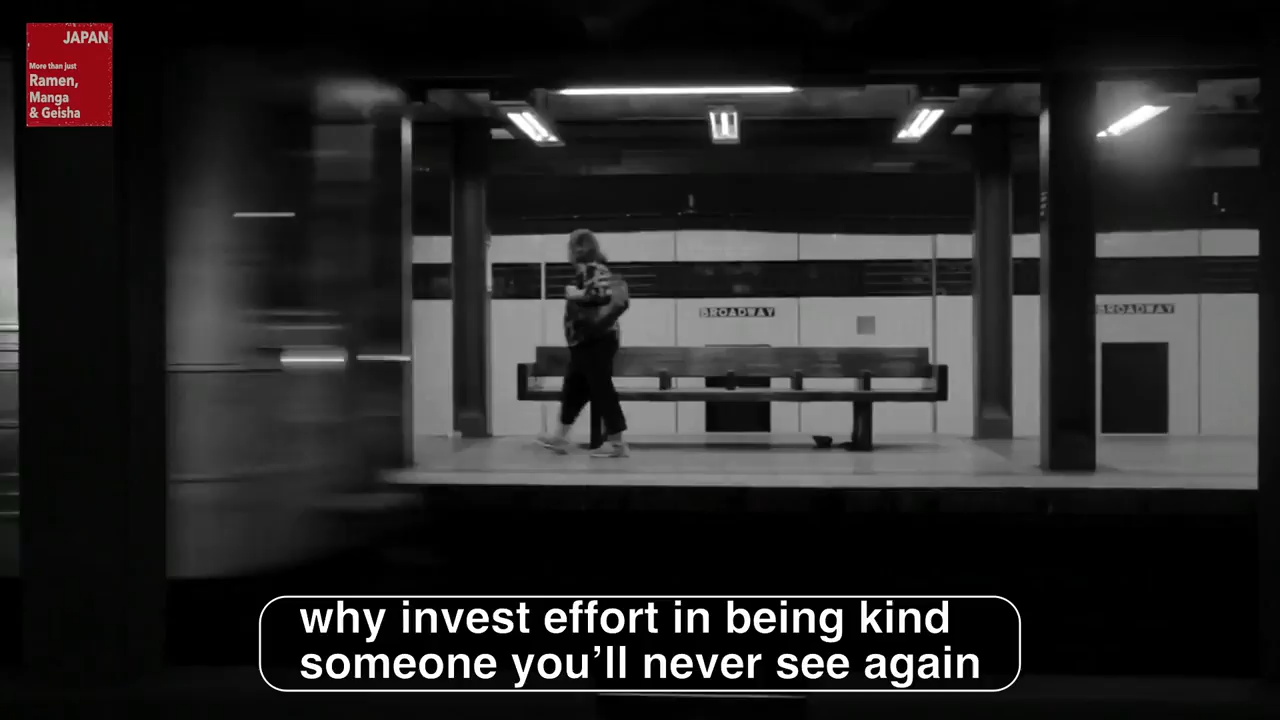 JAPAN
More than just
Ramen,
Manga
& Geisha
BROADWAY
BROADWAY
why invest effort in being kind
someone you’ll never see again